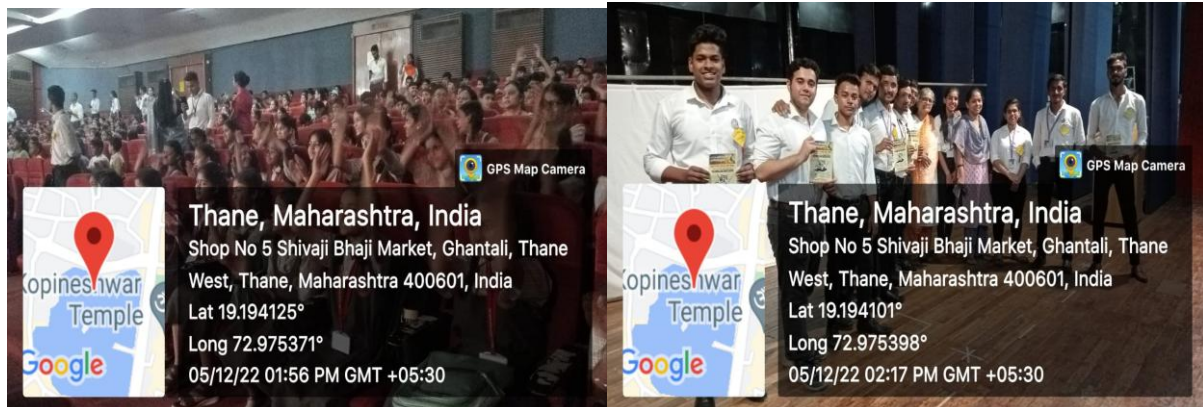 GPS Map Camera
Thane, Maharashtra, India
Shop No 5 Shivaji Bhaji Market, Ghantali, Thane
West, Thane, Maharashtra 400601, India
Lat 19.194125°
Long 72.975371°
05/12/22 01:56 PM GMT +05:30
Kopineshwar
Temple
Google
GPS Map Camera
Thane, Maharashtra, India
Shop No 5 Shivaji Bhaji Market, Ghantali, Thane
West, Thane, Maharashtra 400601, India
Lat 19.194101°
Long 72.975398°
05/12/22 02:17 PM GMT +05:30
Kopineshwar
Temple
Google